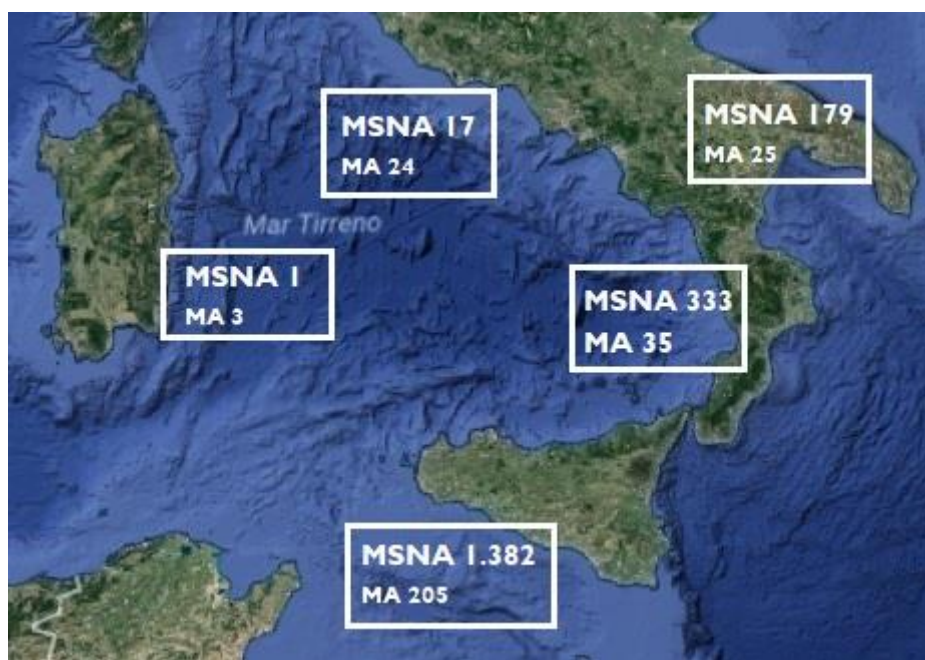 MSNA 17
MA 24
MSNA 179
MA 25
Mar Tirreno
MSNA 1
MA 3
MSNA 333
MA 35
MSNA 1.382
MA 205